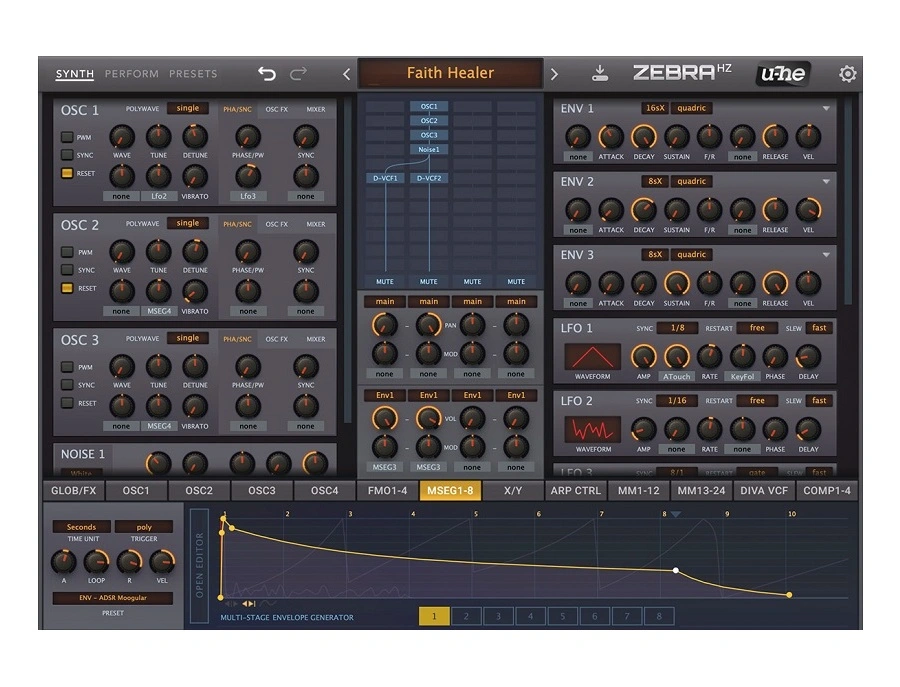 SYNTH PERFORM PRESETS Faith Healer ZEBRA HZ u-he
OSC 1 POLYWAVE single PHA/SNC OSC FX MIXER
PWM
SYNC
RESET
WAVE TUNE DETUNE PHASE/PW SYNC
none Lfo2 VIBRATO Lfo3 none
OSC 2 POLYWAVE single PHA/SNC OSC FX MIXER
PWM
SYNC
RESET
WAVE TUNE DETUNE PHASE/PW SYNC
none MSEG4 VIBRATO none none
OSC 3 POLYWAVE single PHA/SNC OSC FX MIXER
PWM
SYNC
RESET
WAVE TUNE DETUNE PHASE/PW SYNC
none MSEG4 VIBRATO none none
NOISE 1
White
OSC1
OSC2
OSC3
Noise1
D-VCF1 D-VCF2
MUTE MUTE MUTE MUTE
main main main main
PAN
MOD
none none none none
Env1 Env1 Env1 Env1
VOL
MOD
MSEG3 MSEG3 none none
ENV 1 16sX quadric
none ATTACK DECAY SUSTAIN F/R none RELEASE VEL
ENV 2 8sX quadric
none ATTACK DECAY SUSTAIN F/R none RELEASE VEL
ENV 3 8sX quadric
none ATTACK DECAY SUSTAIN F/R none RELEASE VEL
LFO 1 SYNC 1/8 RESTART free SLEW fast
WAVEFORM AMP ATouch RATE KeyFol PHASE DELAY
LFO 2 SYNC 1/16 RESTART free SLEW fast
WAVEFORM AMP none RATE none PHASE DELAY
LFO 3 SYNC 8/1 RESTART gate SLEW fast
GLOB/FX OSC1 OSC2 OSC3 OSC4 FMO1-4 MSEG1-8 X/Y ARP CTRL MM1-12 MM13-24 DIVA VCF COMP1-4
Seconds poly
TIME UNIT TRIGGER
A LOOP R VEL
ENV - ADSR Moogular
PRESET
OPEN EDITOR
1 2 3 4 5 6 7 8 9 10
MULTI-STAGE ENVELOPE GENERATOR
1 2 3 4 5 6 7 8